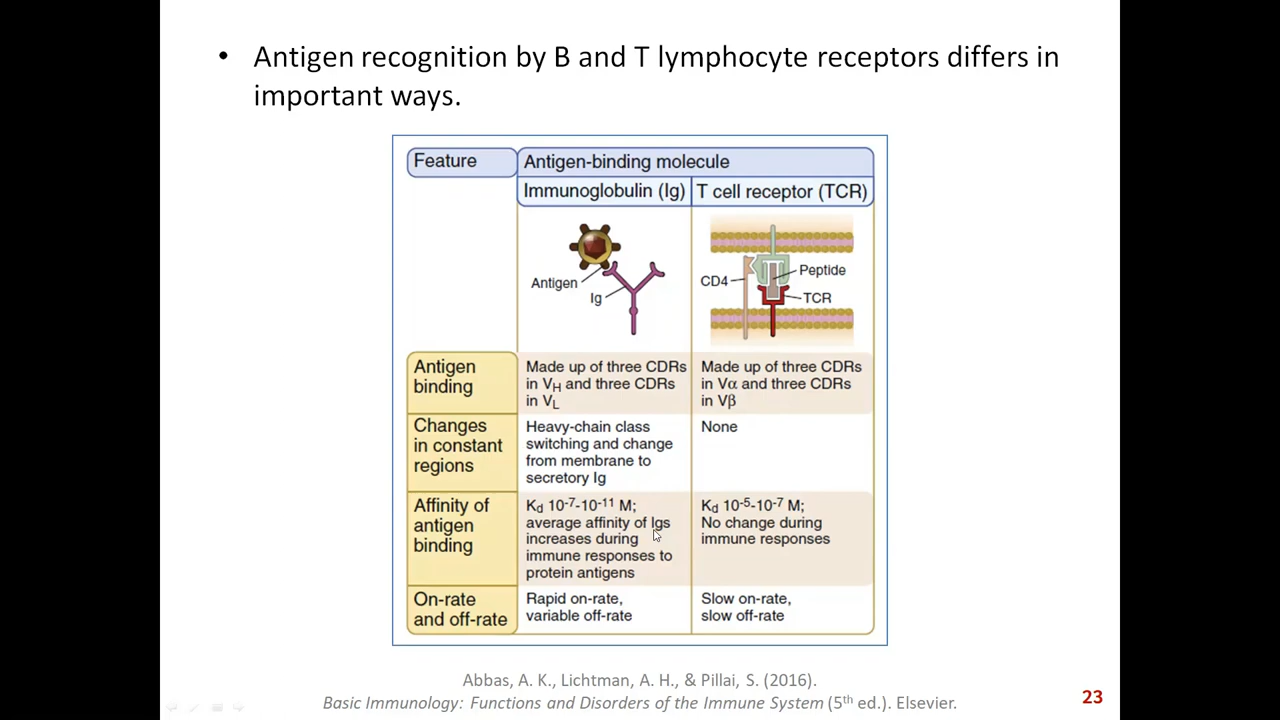 • Antigen recognition by B and T lymphocyte receptors differs in
important ways.
Feature
Antigen-binding molecule
Immunoglobulin (Ig)
T cell receptor (TCR)
Antigen
Ig
CD4
Peptide
TCR
Antigen
binding
Made up of three CDRs
in VH and three CDRs
in VL
Made up of three CDRs
in Vα and three CDRs
in Vβ
Changes
in constant
regions
Heavy-chain class
switching and change
from membrane to
secretory Ig
None
Affinity of
antigen
binding
Kd 10⁻⁷-10⁻¹¹ M;
average affinity of Igs
increases during
immune responses to
protein antigens
Kd 10⁻⁵-10⁻⁷ M;
No change during
immune responses
On-rate
and off-rate
Rapid on-rate,
variable off-rate
Slow on-rate,
slow off-rate
Abbas, A. K., Lichtman, A. H., & Pillai, S. (2016).
Basic Immunology: Functions and Disorders of the Immune System (5th ed.). Elsevier.
23